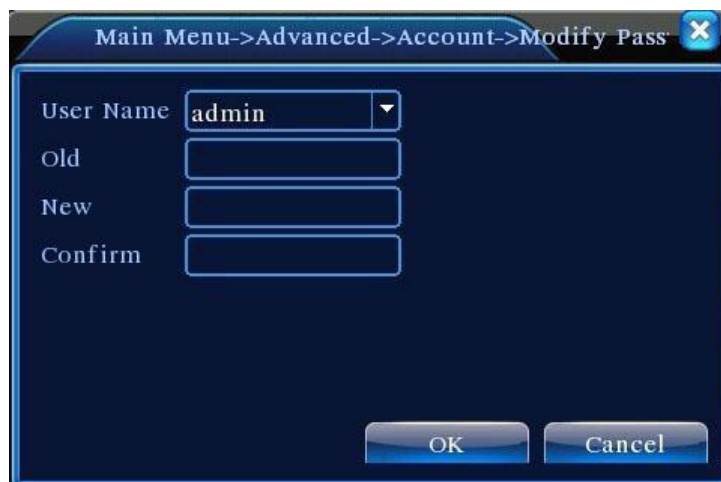 Main Menu->Advanced->Account->Modify Pass
User Name admin
Old
New
Confirm
OK Cancel